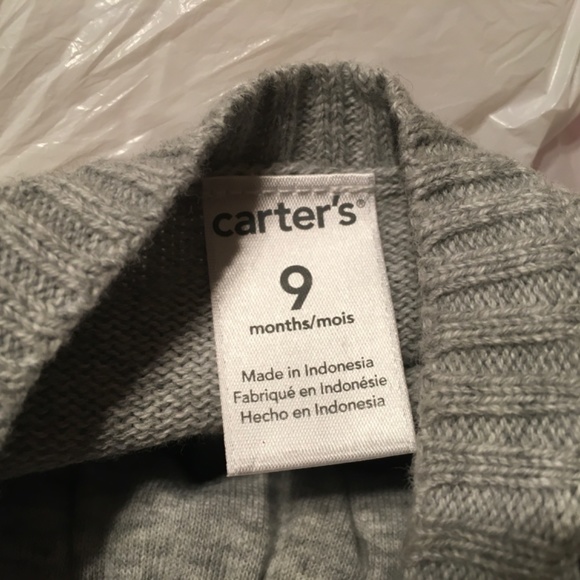 carter's®
9
months/mois
Made in Indonesia
Fabriqué en Indonésie
Hecho en Indonesia